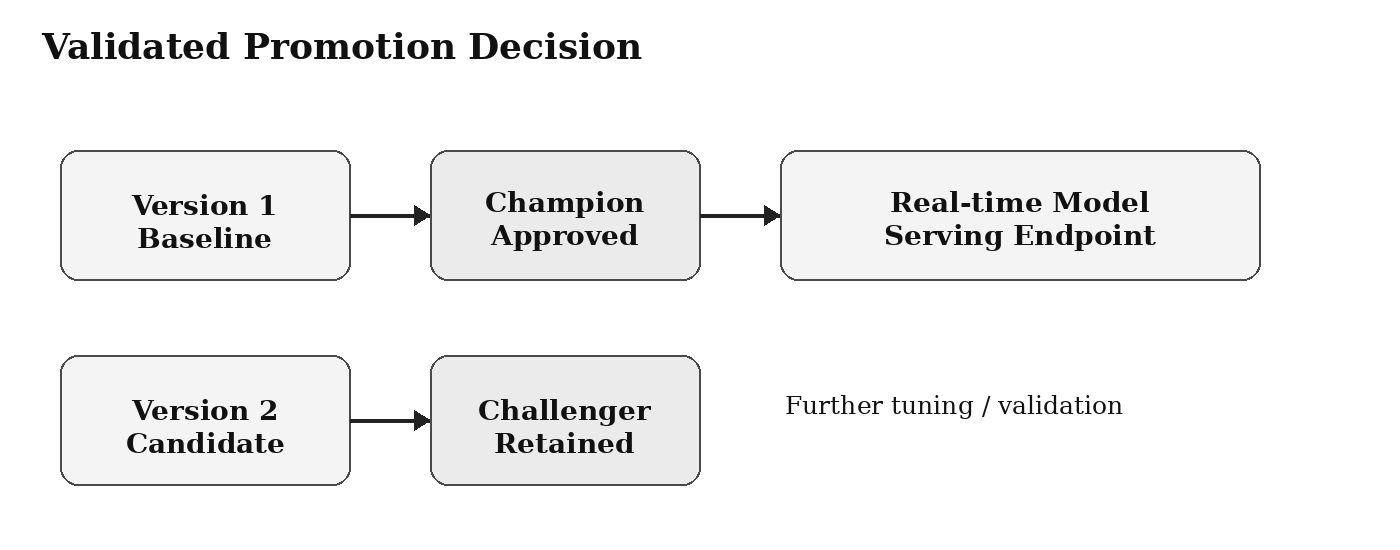 Validated Promotion Decision
Version 1
Baseline
Champion
Approved
Real-time Model
Serving Endpoint
Version 2
Candidate
Challenger
Retained
Further tuning / validation